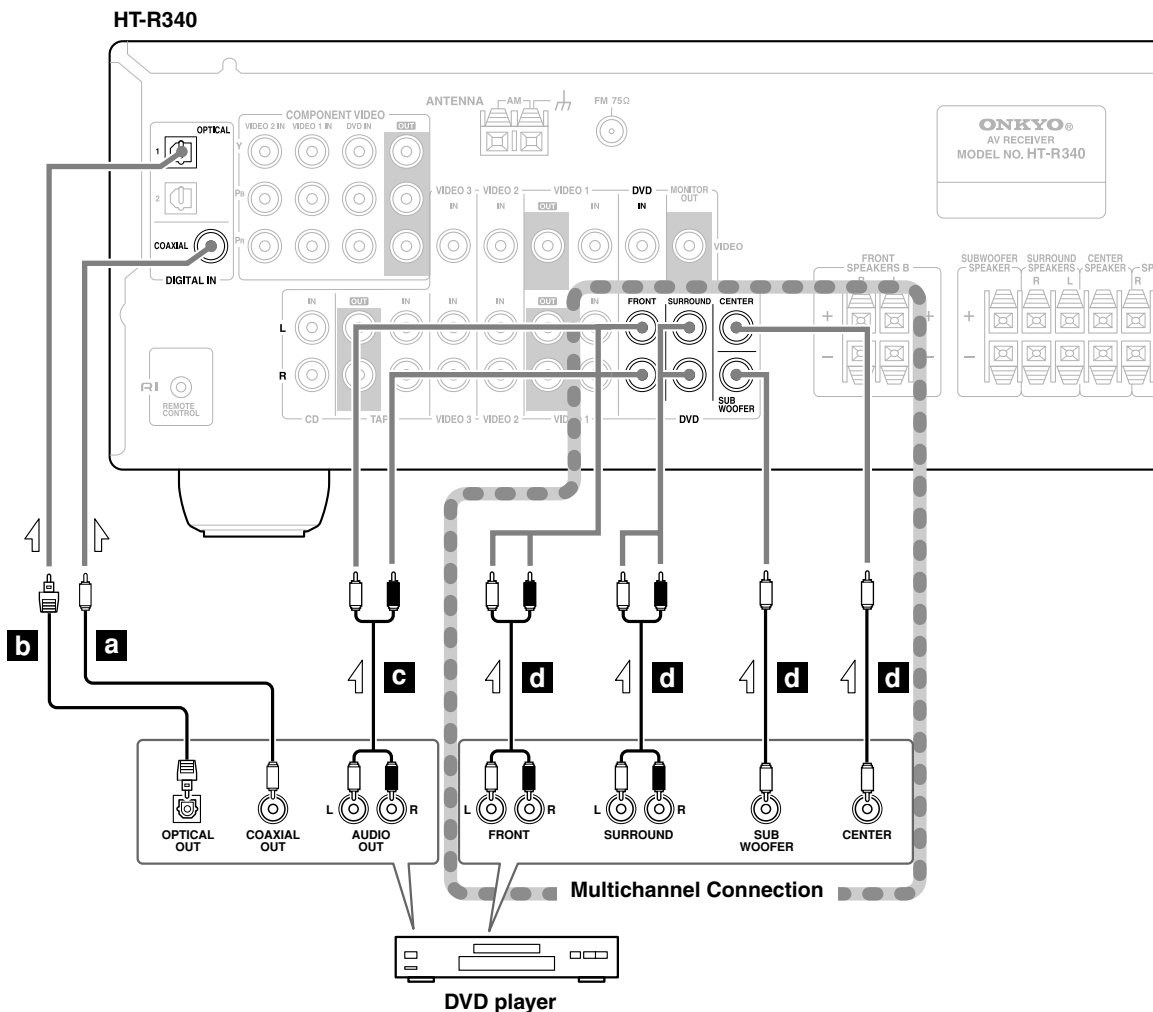 HT-R340
ANTENNA
AM
FM 75Ω
COMPONENT VIDEO
VIDEO 2 IN VIDEO 1 IN DVD IN OUT
OPTICAL
1
Y
2
PB
PR
COAXIAL
DIGITAL IN
ONKYO®
AV RECEIVER
MODEL NO. HT-R340
VIDEO 3 VIDEO 2 VIDEO 1 DVD MONITOR OUT
IN IN OUT IN IN
VIDEO
FRONT SPEAKERS B
R L
+ +
– –
SUBWOOFER SPEAKER
SURROUND SPEAKERS
R L
CENTER SPEAKER
SP
R
+
–
IN OUT IN IN IN OUT IN FRONT SURROUND CENTER
L
R
SUB WOOFER
CD TAP VIDEO 3 VIDEO 2 DVD
RI
REMOTE CONTROL
b
a
c
d
d
d
d
OPTICAL OUT
COAXIAL OUT
L R
AUDIO OUT
L R
FRONT
L R
SURROUND
SUB WOOFER
CENTER
Multichannel Connection
DVD player